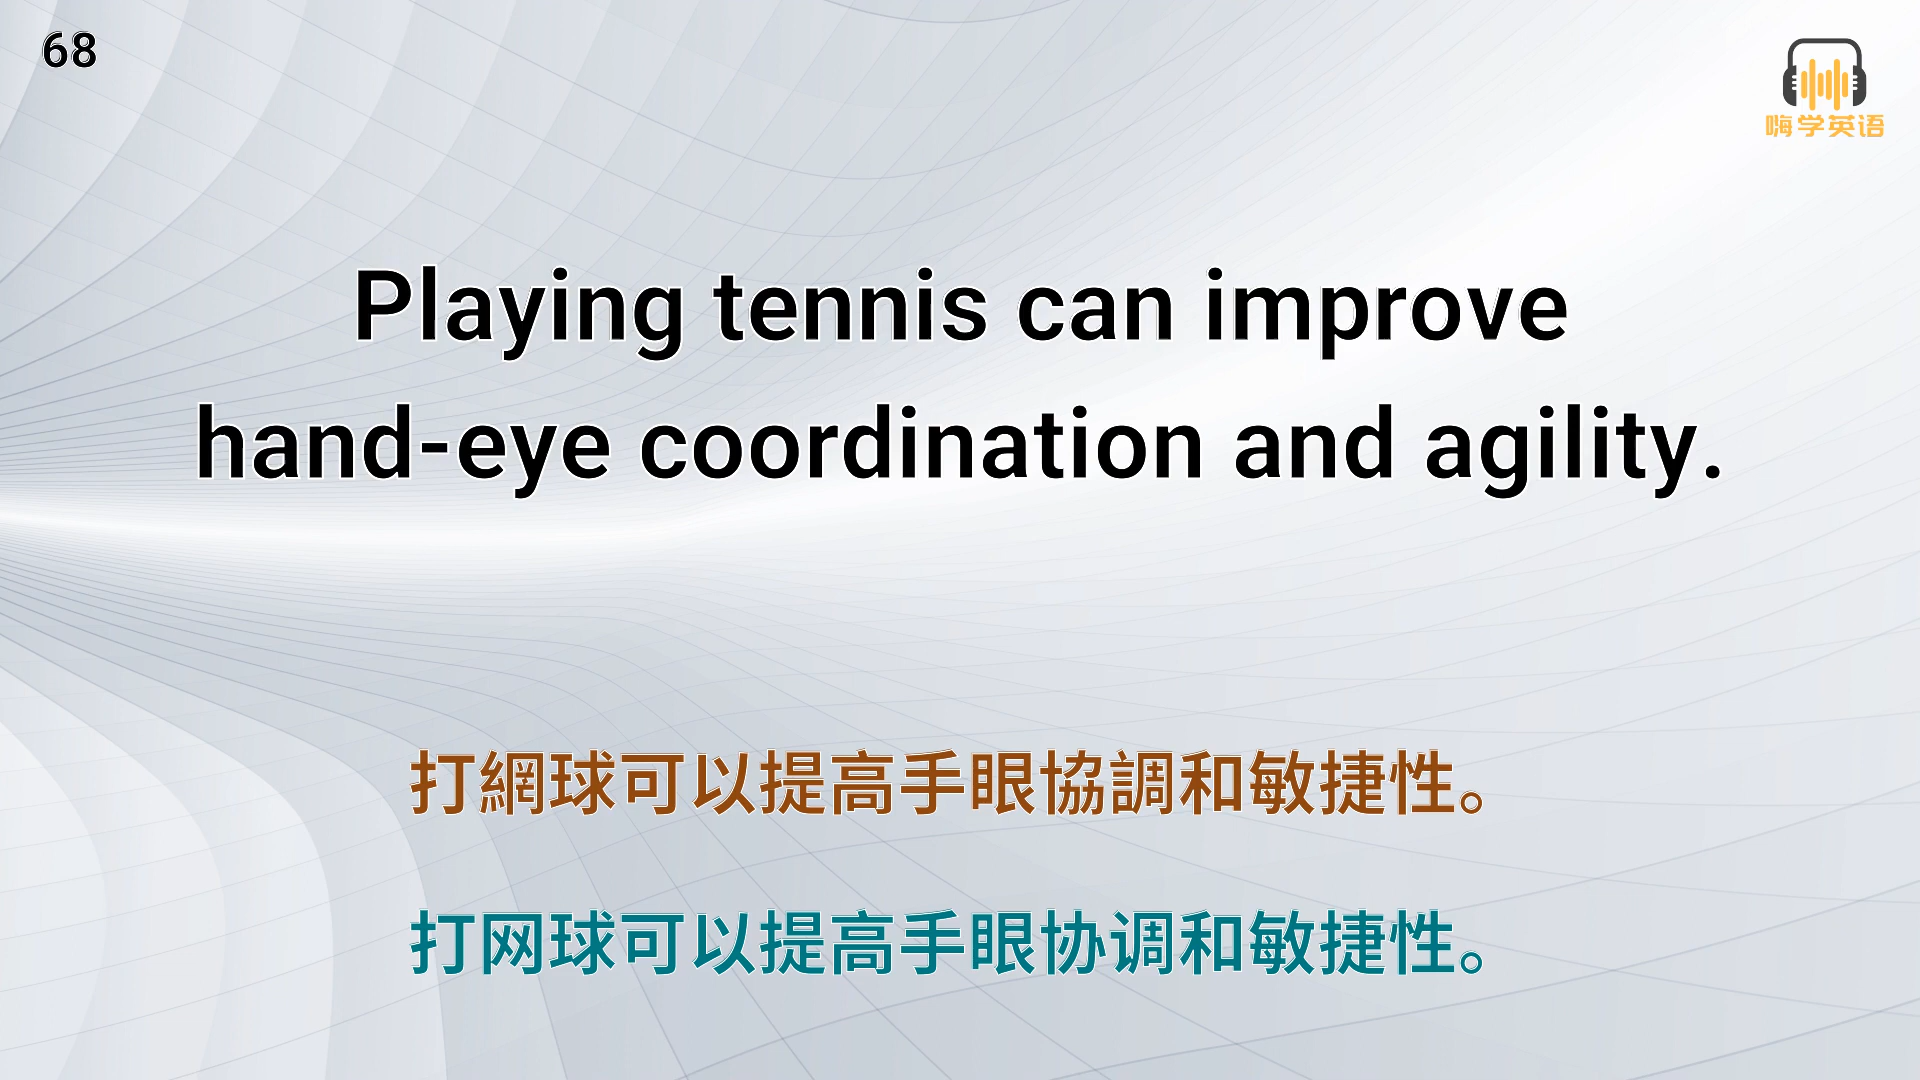 68
嗨学英语
Playing tennis can improve
hand-eye coordination and agility.
打網球可以提高手眼協調和敏捷性。
打网球可以提高手眼协调和敏捷性。